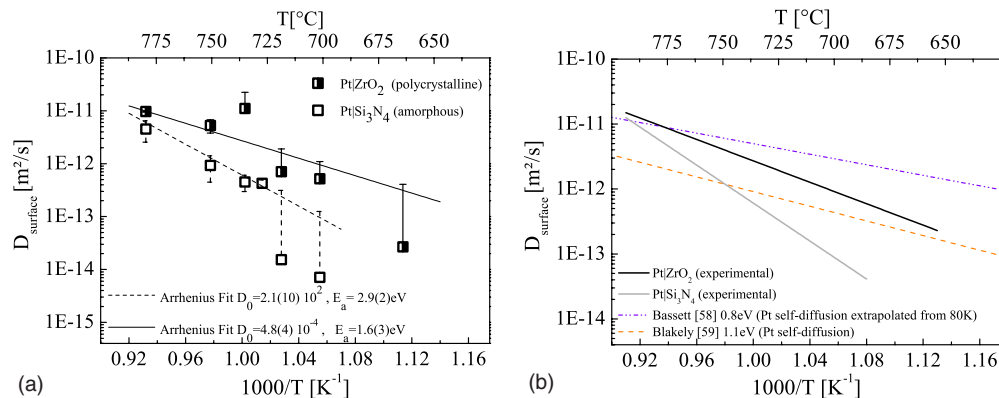 (a)
T[°C]
775 750 725 700 675 650
1E-10
1E-11
1E-12
1E-13
1E-14
1E-15
D_surface [m²/s]
Pt|ZrO₂ (polycrystalline)
Pt|Si₃N₄ (amorphous)
Arrhenius Fit D₀=2.1(10) 10², Eₐ=2.9(2)eV
Arrhenius Fit D₀=4.8(4) 10⁻⁴, Eₐ=1.6(3)eV
0.92 0.96 1.00 1.04 1.08 1.12 1.16
1000/T [K⁻¹]
(b)
T [°C]
775 750 725 700 675 650
1E-10
1E-11
1E-12
1E-13
1E-14
D_surface [m²/s]
Pt|ZrO₂ (experimental)
Pt|Si₃N₄ (experimental)
Bassett [58] 0.8eV (Pt self-diffusion extrapolated from 80K)
Blakely [59] 1.1eV (Pt self-diffusion)
0.92 0.96 1.00 1.04 1.08 1.12 1.16
1000/T [K⁻¹]